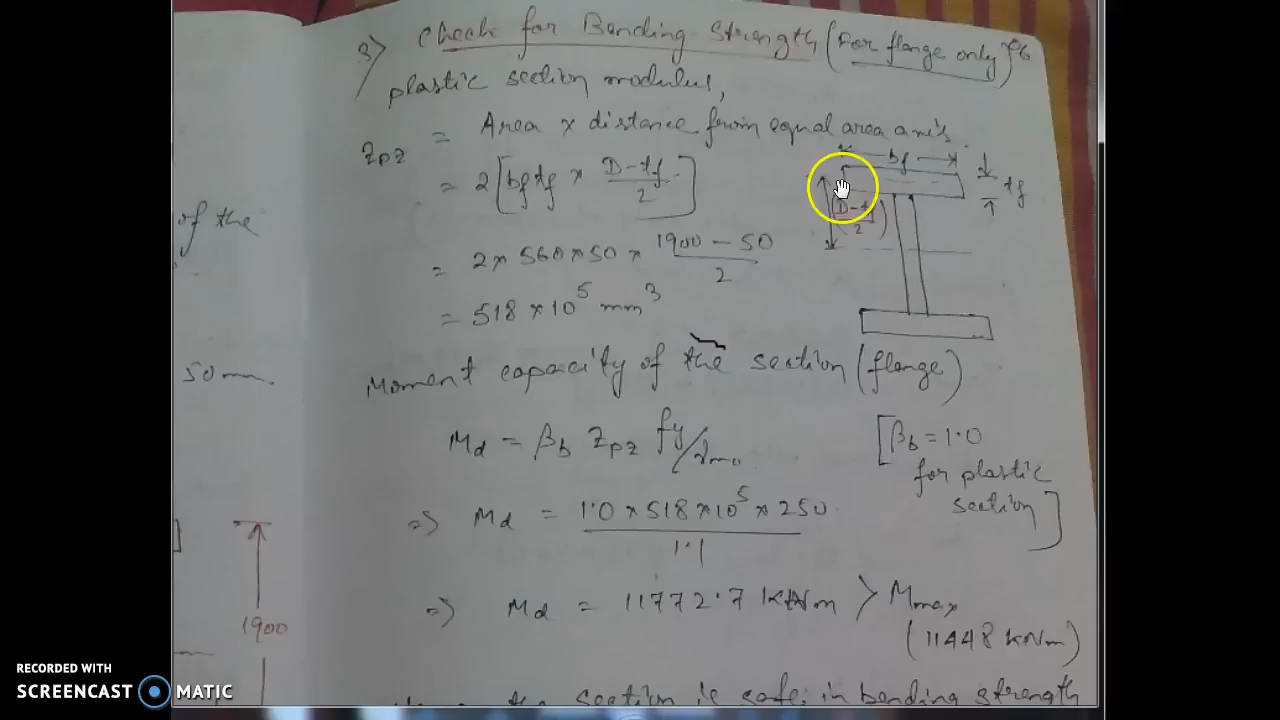 3) Check for Bending Strength (For flange only) 06
plastic section modulus,
Zpz = Area × distance from equal area axis.
= 2 [bf tf × (D-tf)/2]
= 2 × 560 × 50 × (1900 - 50)/2
= 518 × 10^5 mm^3
bf
tf
(D-tf)/2
of the
50mm.
1900
Moment capacity of the section (flange)
Md = βb Zpz fy/γmo
[βb = 1.0
for plastic
section]
=> Md = (1.0 × 518 × 10^5 × 250)/1.1
=> Md = 11772.7 kNm > Mmax
(11448 kNm)
the section is safe in bending strength
RECORDED WITH
SCREENCAST MATIC